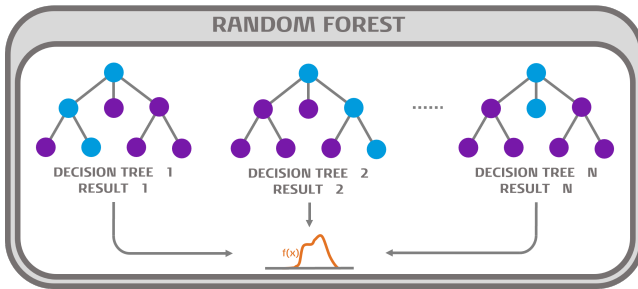 RANDOM FOREST
DECISION TREE 1
RESULT 1
DECISION TREE 2
RESULT 2
......
DECISION TREE N
RESULT N
f(x)